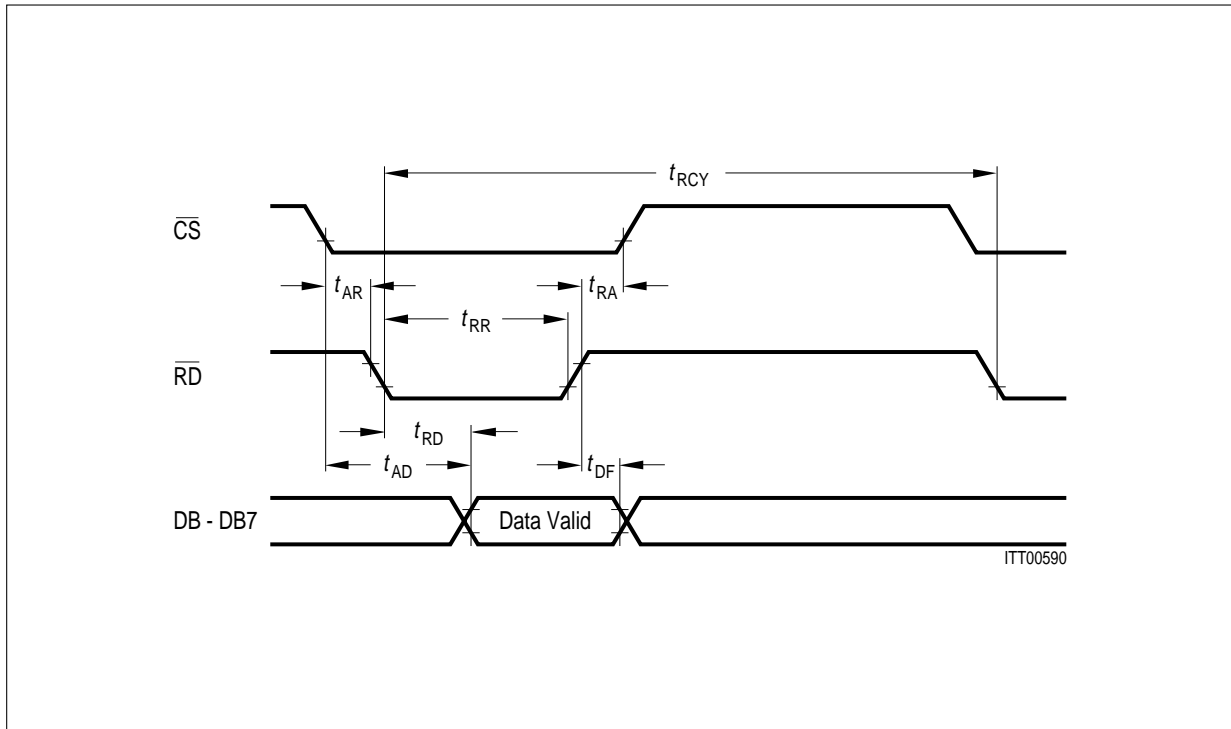 tRCY
CS
tAR
tRA
tRR
RD
tRD
tAD
tDF
DB - DB7
Data Valid
ITT00590